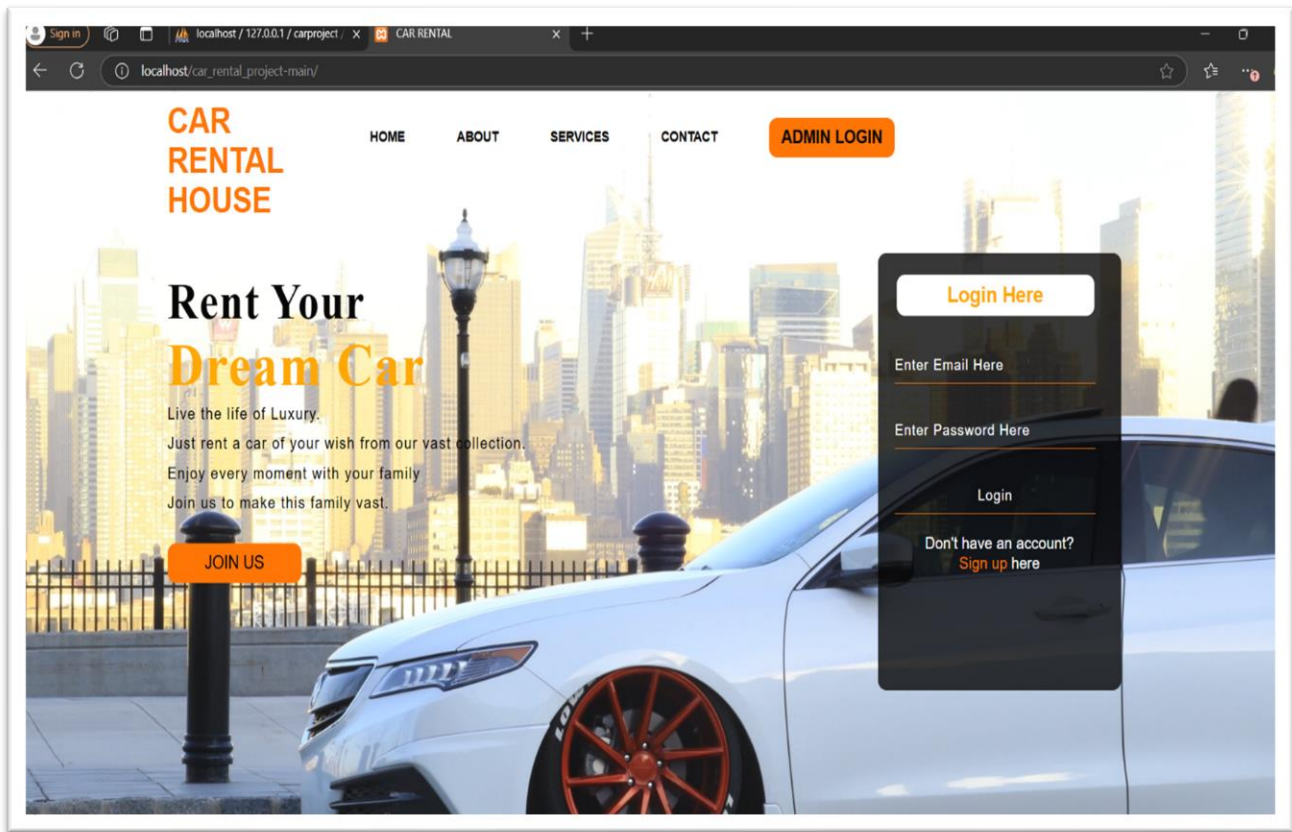 Sign in
localhost / 127.0.0.1 / carproject /
CAR RENTAL
localhost/car_rental_project-main/
CAR
RENTAL
HOUSE
HOME ABOUT SERVICES CONTACT ADMIN LOGIN
Rent Your
Dream Car
Live the life of Luxury.
Just rent a car of your wish from our vast collection.
Enjoy every moment with your family
Join us to make this family vast.
JOIN US
Login Here
Enter Email Here
Enter Password Here
Login
Don't have an account?
Sign up here